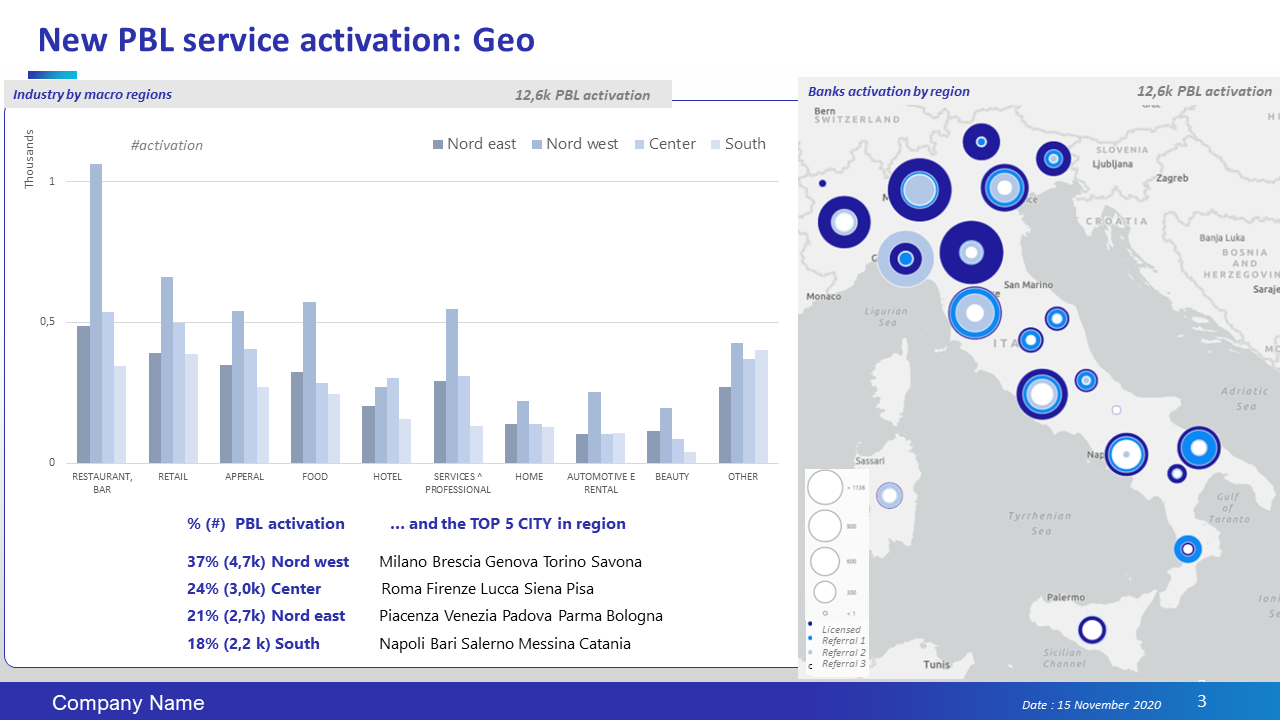 New PBL service activation: Geo
Industry by macro regions
12,6k PBL activation
#activation
Nord east
Nord west
Center
South
Thousands
1
0,5
0
RESTAURANT, BAR
RETAIL
APPERAL
FOOD
HOTEL
SERVICES ^ PROFESSIONAL
HOME
AUTOMOTIVE E RENTAL
BEAUTY
OTHER
% (#) PBL activation
… and the TOP 5 CITY in region
37% (4,7k) Nord west
Milano Brescia Genova Torino Savona
24% (3,0k) Center
Roma Firenze Lucca Siena Pisa
21% (2,7k) Nord east
Piacenza Venezia Padova Parma Bologna
18% (2,2 k) South
Napoli Bari Salerno Messina Catania
Banks activation by region
12,6k PBL activation
Bern
SWITZERLAND
SLOVENIA
Ljubljana
Zagreb
CROATIA
Banja Luka
BOSNIA
AND
HERZEGOVIN
Saraje
San Marino
Monaco
Ligurian
Sea
ITA
Adriatic
Sea
Nap
Sassari
Gulf
of
Taranto
Tyrrhenian
Sea
Palermo
Sicilian
Channel
Tunis
Ioni
Se
900
600
300
< 1
Licensed
Referral 1
Referral 2
Referral 3
Company Name
Date : 15 November 2020
3